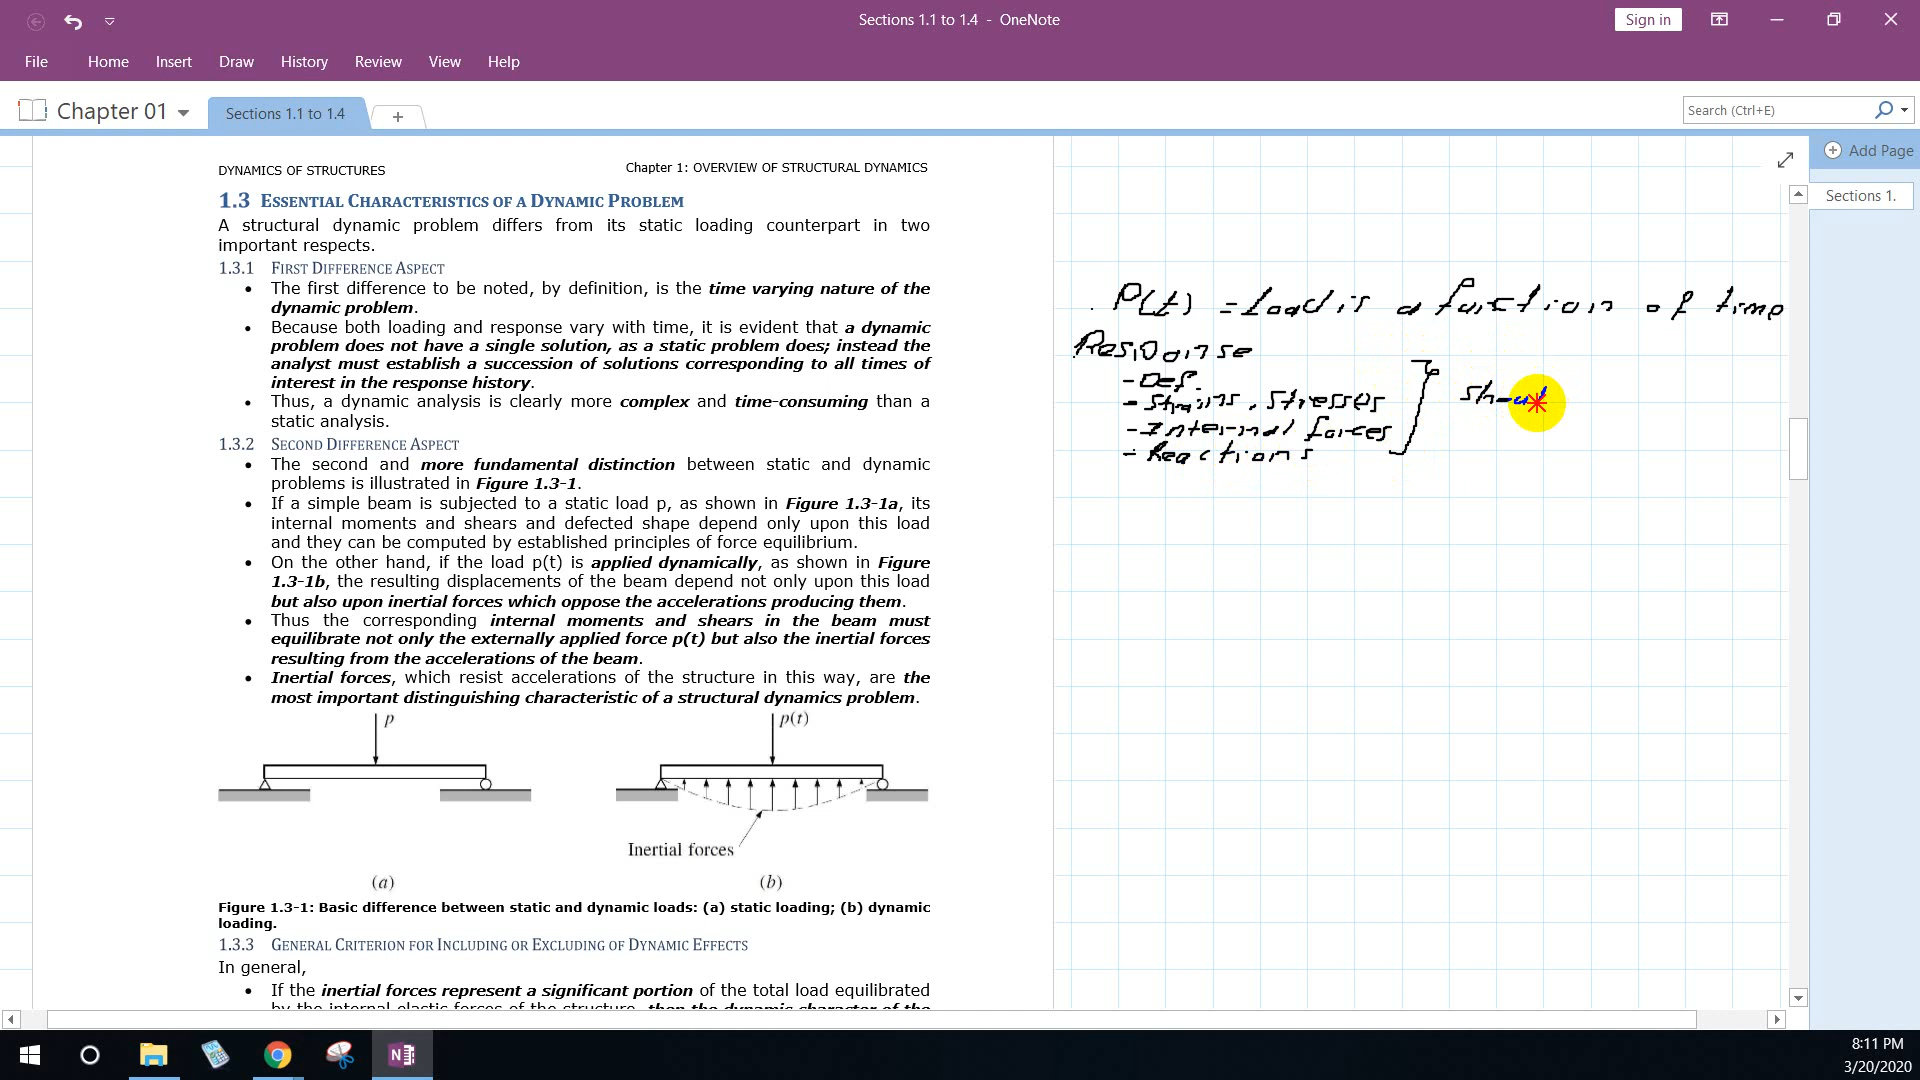 Sections 1.1 to 1.4 - OneNote
Sign in
File Home Insert Draw History Review View Help
Chapter 01
Sections 1.1 to 1.4
+
Search (Ctrl+E)
Add Page
Sections 1.
DYNAMICS OF STRUCTURES
Chapter 1: OVERVIEW OF STRUCTURAL DYNAMICS
1.3 ESSENTIAL CHARACTERISTICS OF A DYNAMIC PROBLEM
A structural dynamic problem differs from its static loading counterpart in two
important respects.
1.3.1 FIRST DIFFERENCE ASPECT
• The first difference to be noted, by definition, is the time varying nature of the
dynamic problem.
• Because both loading and response vary with time, it is evident that a dynamic
problem does not have a single solution, as a static problem does; instead the
analyst must establish a succession of solutions corresponding to all times of
interest in the response history.
• Thus, a dynamic analysis is clearly more complex and time-consuming than a
static analysis.
1.3.2 SECOND DIFFERENCE ASPECT
• The second and more fundamental distinction between static and dynamic
problems is illustrated in Figure 1.3-1.
• If a simple beam is subjected to a static load p, as shown in Figure 1.3-1a, its
internal moments and shears and defected shape depend only upon this load
and they can be computed by established principles of force equilibrium.
• On the other hand, if the load p(t) is applied dynamically, as shown in Figure
1.3-1b, the resulting displacements of the beam depend not only upon this load
but also upon inertial forces which oppose the accelerations producing them.
• Thus the corresponding internal moments and shears in the beam must
equilibrate not only the externally applied force p(t) but also the inertial forces
resulting from the accelerations of the beam.
• Inertial forces, which resist accelerations of the structure in this way, are the
most important distinguishing characteristic of a structural dynamics problem.
p
p(t)
Inertial forces
(a)
(b)
Figure 1.3-1: Basic difference between static and dynamic loads: (a) static loading; (b) dynamic
loading.
1.3.3 GENERAL CRITERION FOR INCLUDING OR EXCLUDING OF DYNAMIC EFFECTS
In general,
• If the inertial forces represent a significant portion of the total load equilibrated
by the internal elastic forces of the structure, then the dynamic character of the
P(t) = Load is a function of time
Response
- Def.
- Strains, Stresses
- Internal forces
- Reactions
8:11 PM
3/20/2020